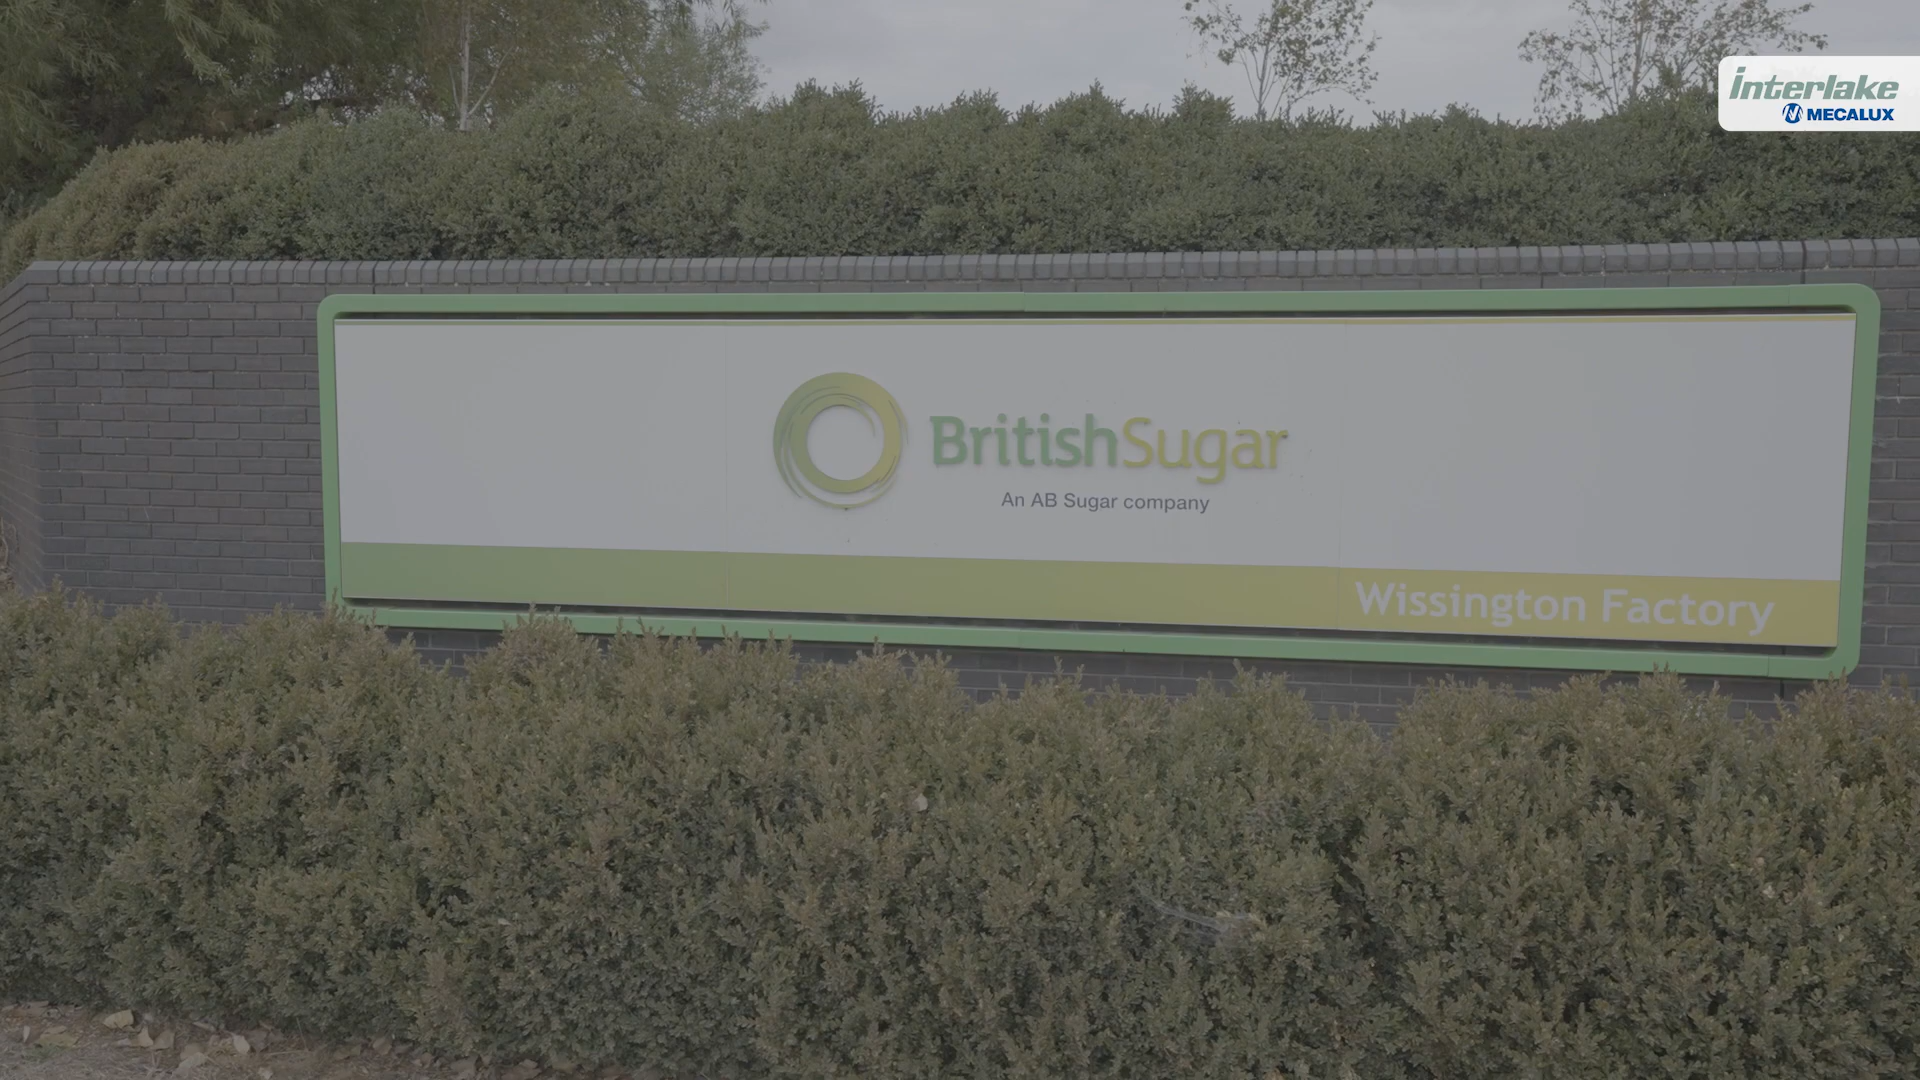 interlake
MECALUX
BritishSugar
An AB Sugar company
Wissington Factory